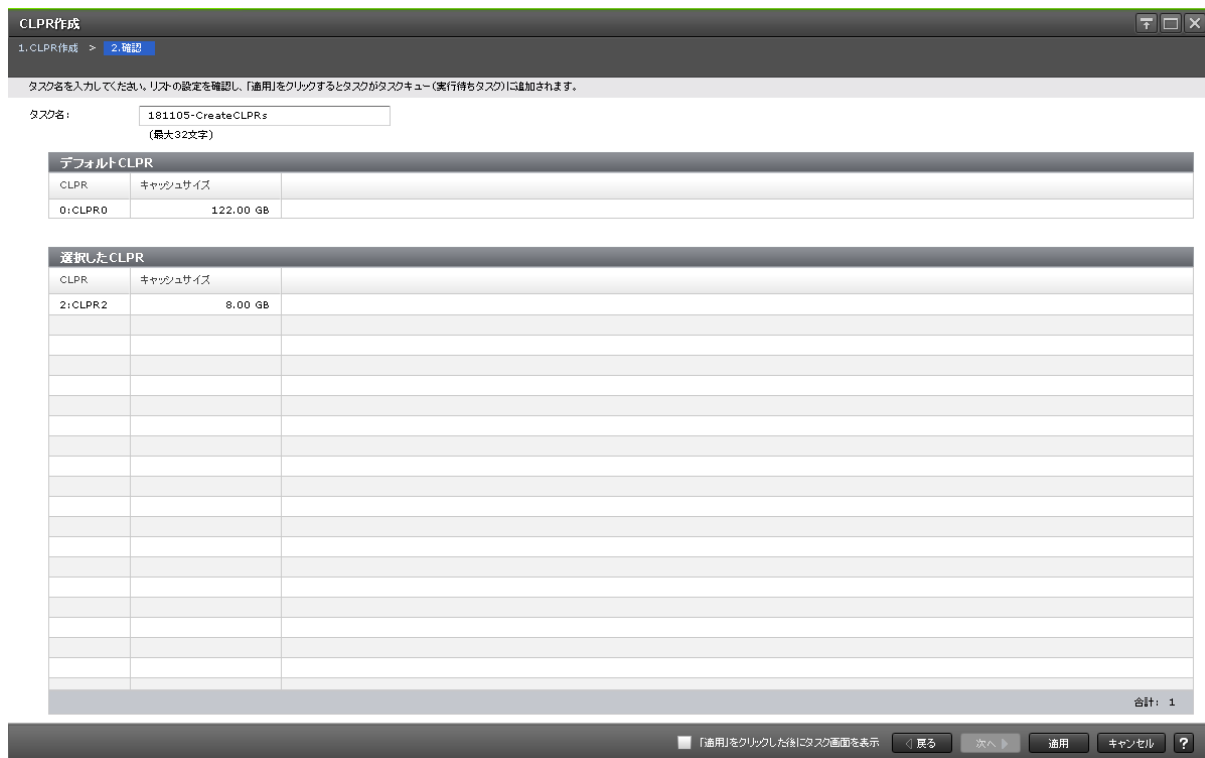 CLPR作成
1.CLPR作成 > 2.確認
タスク名を入力してください。リストの設定を確認し、「適用」をクリックするとタスクがタスクキュー(実行待ちタスク)に追加されます。
タスク名: 181105-CreateCLPRs
(最大32文字)
デフォルトCLPR
CLPR キャッシュサイズ
0:CLPR0 122.00 GB
選択したCLPR
CLPR キャッシュサイズ
2:CLPR2 8.00 GB
合計: 1
「適用」をクリックした後にタスク画面を表示 戻る 次へ 適用 キャンセル ?